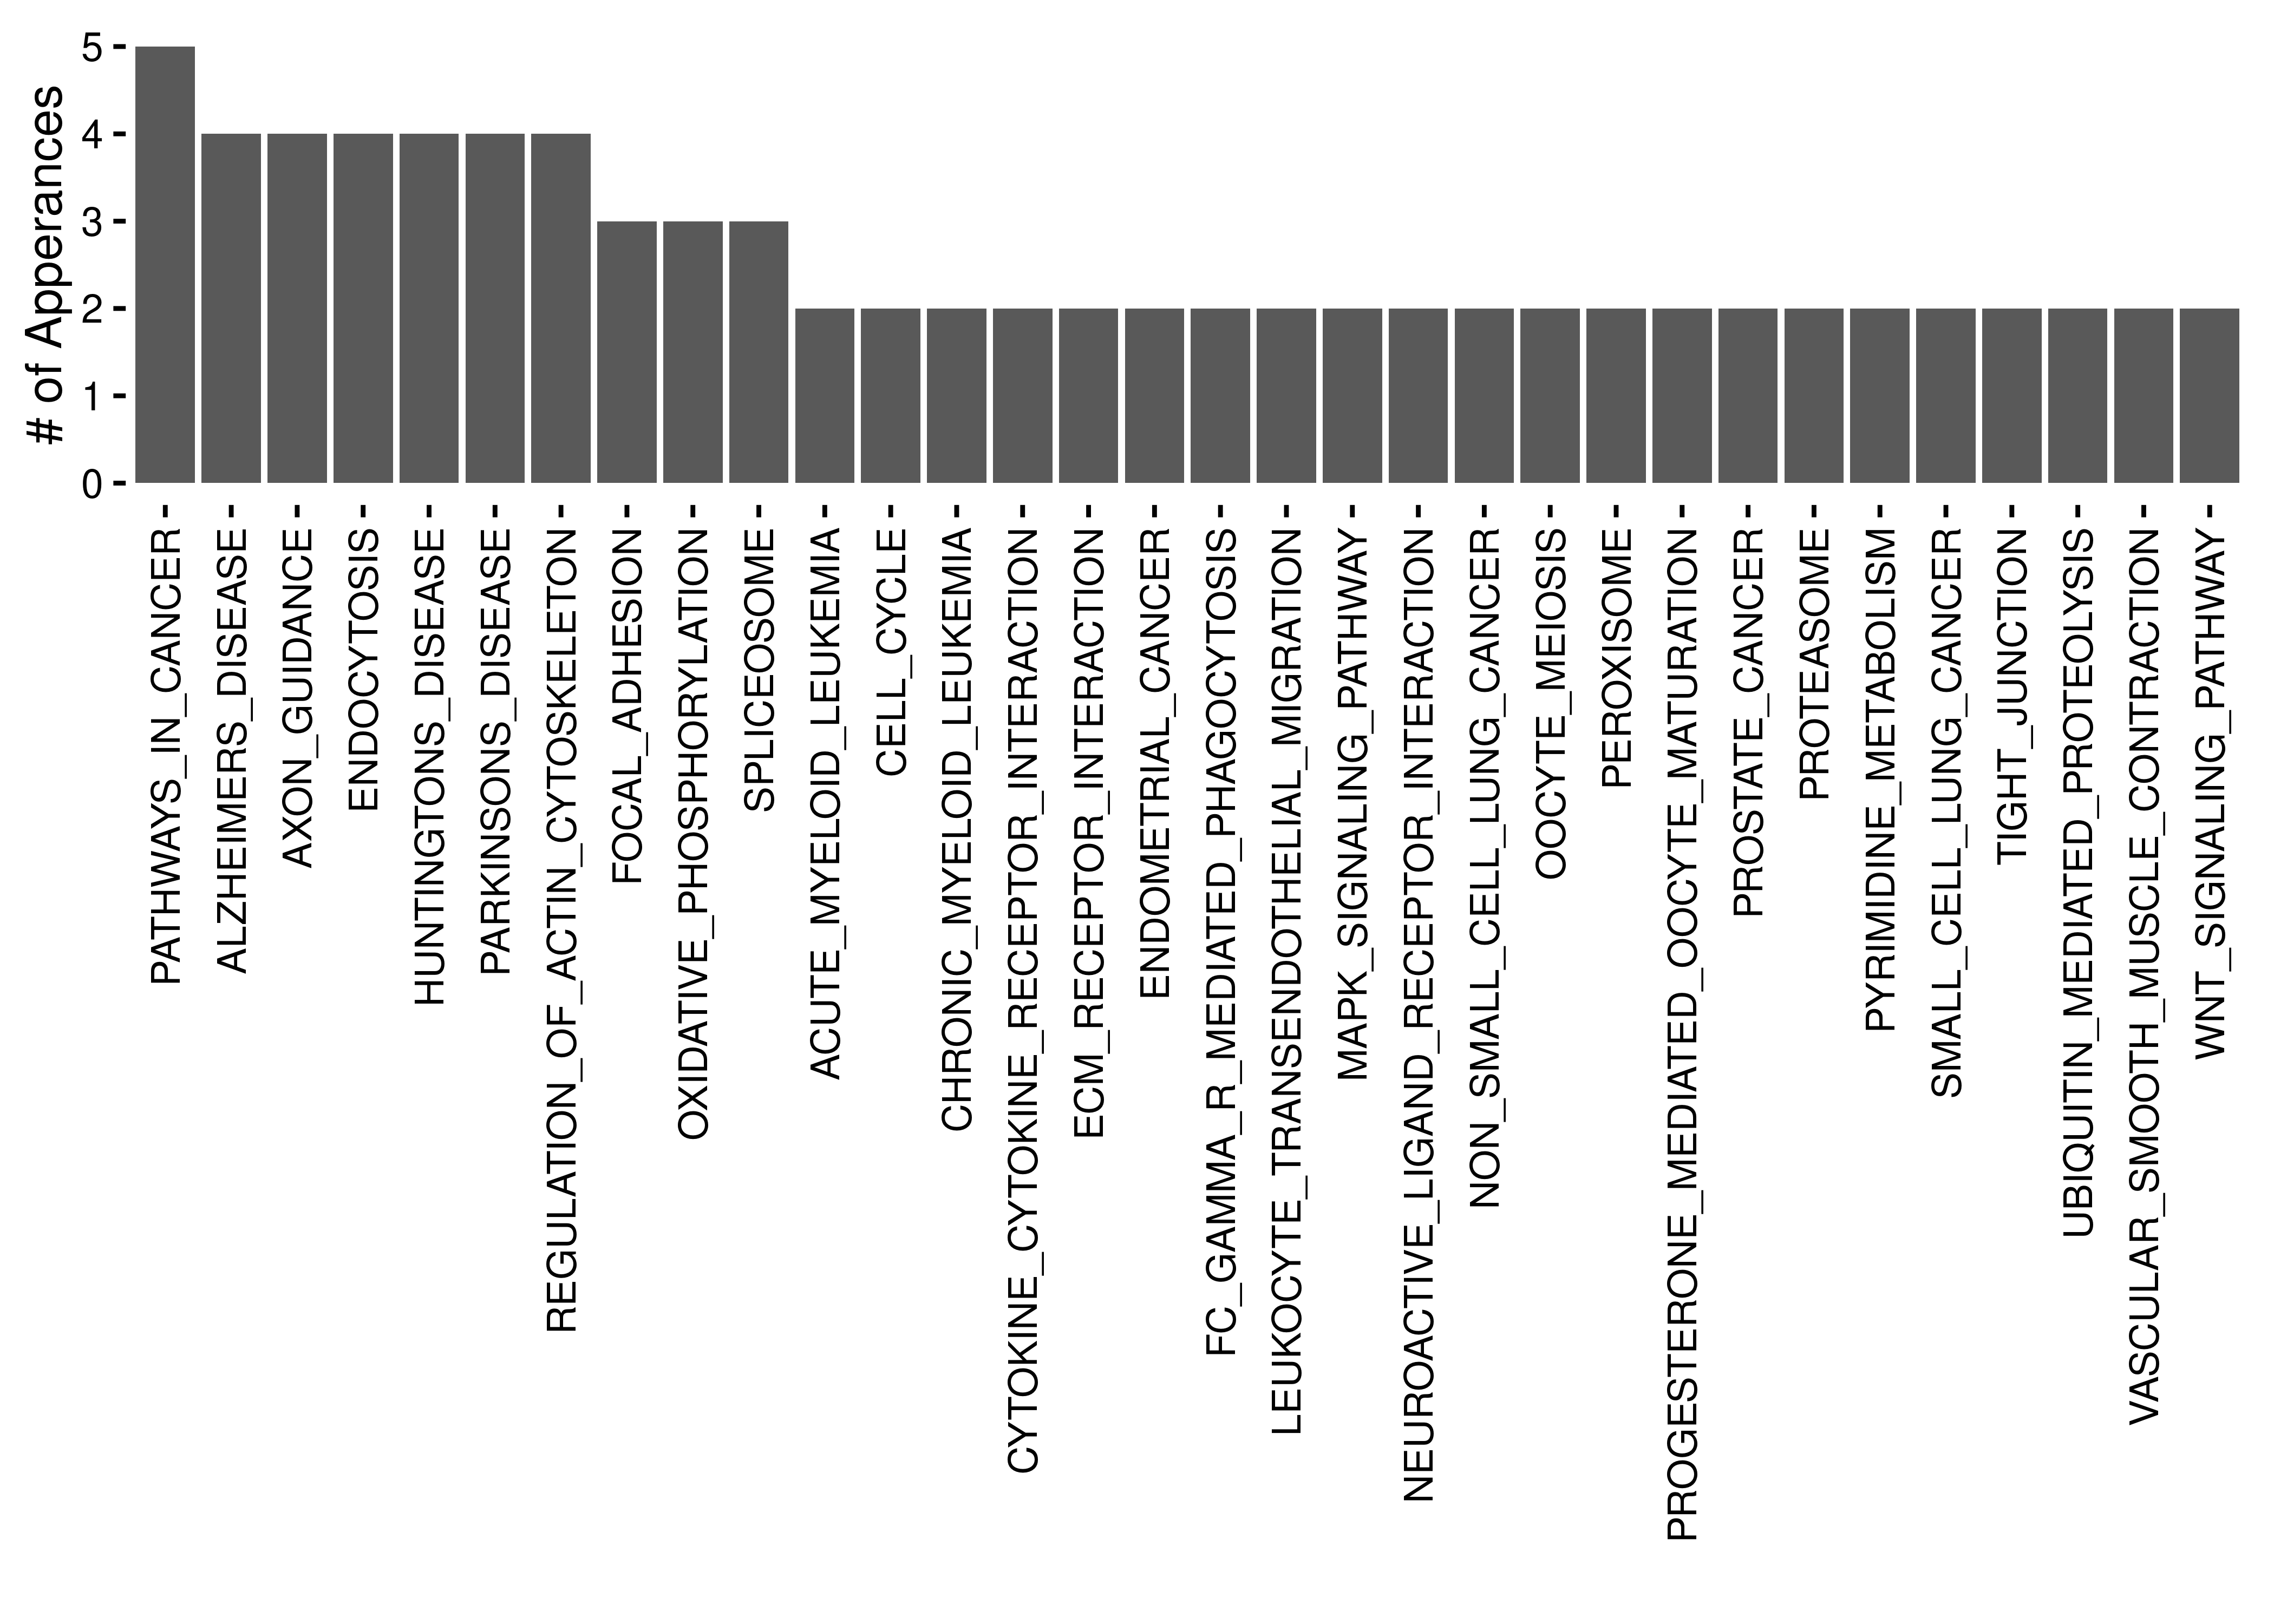 # of Apperances
5
4
3
2
1
0
PATHWAYS_IN_CANCER
ALZHEIMERS_DISEASE
AXON_GUIDANCE
ENDOCYTOSIS
HUNTINGTONS_DISEASE
PARKINSONS_DISEASE
REGULATION_OF_ACTIN_CYTOSKELETON
FOCAL_ADHESION
OXIDATIVE_PHOSPHORYLATION
SPLICEOSOME
ACUTE_MYELOID_LEUKEMIA
CELL_CYCLE
CHRONIC_MYELOID_LEUKEMIA
CYTOKINE_CYTOKINE_RECEPTOR_INTERACTION
ECM_RECEPTOR_INTERACTION
ENDOMETRIAL_CANCER
FC_GAMMA_R_MEDIATED_PHAGOCYTOSIS
LEUKOCYTE_TRANSENDOTHELIAL_MIGRATION
MAPK_SIGNALING_PATHWAY
NEUROACTIVE_LIGAND_RECEPTOR_INTERACTION
NON_SMALL_CELL_LUNG_CANCER
OOCYTE_MEIOSIS
PEROXISOME
PROGESTERONE_MEDIATED_OOCYTE_MATURATION
PROSTATE_CANCER
PROTEASOME
PYRIMIDINE_METABOLISM
SMALL_CELL_LUNG_CANCER
TIGHT_JUNCTION
UBIQUITIN_MEDIATED_PROTEOLYSIS
VASCULAR_SMOOTH_MUSCLE_CONTRACTION
WNT_SIGNALING_PATHWAY